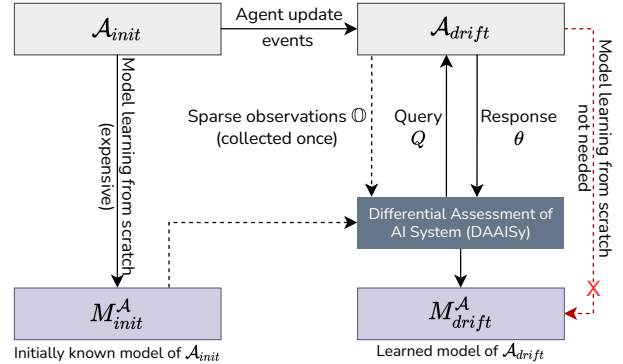 𝒜_init
Agent update
events
𝒜_drift
Model learning from scratch
(expensive)
Sparse observations 𝕆
(collected once)
Query
Q
Response
θ
Model learning from scratch
not needed
Differential Assessment of
AI System (DAAISy)
X
M^𝒜_init
M^𝒜_drift
Initially known model of 𝒜_init
Learned model of 𝒜_drift